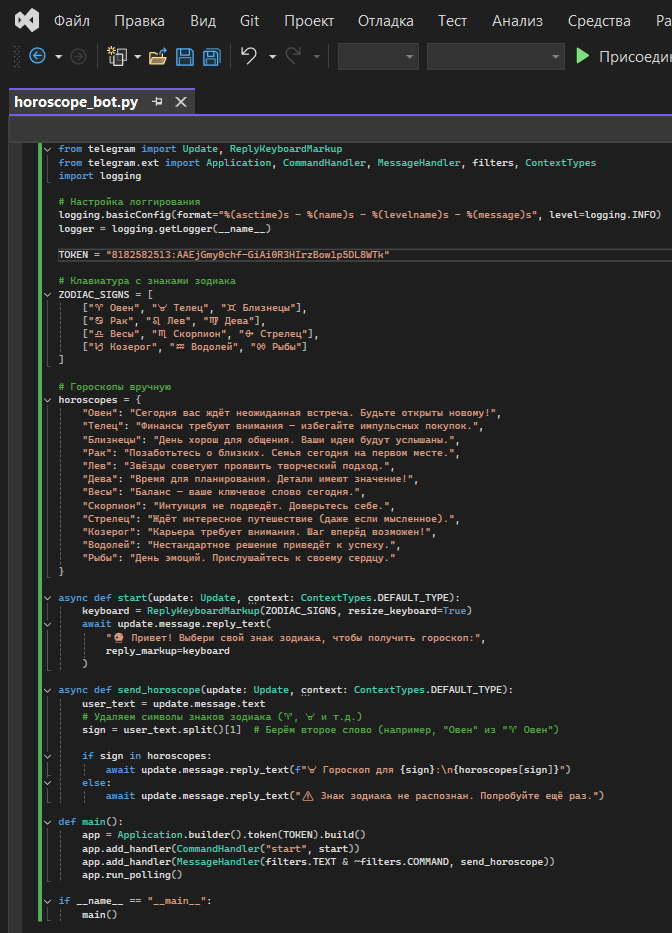 Файл Правка Вид Git Проект Отладка Тест Анализ Средства Ра
Присоедин
horoscope_bot.py
from telegram import Update, ReplyKeyboardMarkup
from telegram.ext import Application, CommandHandler, MessageHandler, filters, ContextTypes
import logging
# Настройка логгирования
logging.basicConfig(format="%(asctime)s - %(name)s - %(levelname)s - %(message)s", level=logging.INFO)
logger = logging.getLogger(__name__)
TOKEN = "8182582513:AAEjGmy0chf-GiAi0R3HIrzBow1p5DL8WTk"
# Клавиатура с знаками зодиака
ZODIAC_SIGNS = [
["♈ Овен", "♉ Телец", "♊ Близнецы"],
["♋ Рак", "♌ Лев", "♍ Дева"],
["♎ Весы", "♏ Скорпион", "♐ Стрелец"],
["♑ Козерог", "♒ Водолей", "♓ Рыбы"]
]
# Гороскопы вручную
horoscopes = {
"Овен": "Сегодня вас ждёт неожиданная встреча. Будьте открыты новому!",
"Телец": "Финансы требуют внимания — избегайте импульсных покупок.",
"Близнецы": "День хорош для общения. Ваши идеи будут услышаны.",
"Рак": "Позаботьтесь о близких. Семья сегодня на первом месте.",
"Лев": "Звёзды советуют проявить творческий подход.",
"Дева": "Время для планирования. Детали имеют значение!",
"Весы": "Баланс — ваше ключевое слово сегодня.",
"Скорпион": "Интуиция не подведёт. Доверьтесь себе.",
"Стрелец": "Ждёт интересное путешествие (даже если мысленное).",
"Козерог": "Карьера требует внимания. Шаг вперёд возможен!",
"Водолей": "Нестандартное решение приведёт к успеху.",
"Рыбы": "День эмоций. Прислушайтесь к своему сердцу."
}
async def start(update: Update, context: ContextTypes.DEFAULT_TYPE):
keyboard = ReplyKeyboardMarkup(ZODIAC_SIGNS, resize_keyboard=True)
await update.message.reply_text(
"🔮 Привет! Выбери свой знак зодиака, чтобы получить гороскоп:",
reply_markup=keyboard
)
async def send_horoscope(update: Update, context: ContextTypes.DEFAULT_TYPE):
user_text = update.message.text
# Удаляем символы знаков зодиака (♈, ♉ и т.д.)
sign = user_text.split()[1] # Берём второе слово (например, "Овен" из "♈ Овен")
if sign in horoscopes:
await update.message.reply_text(f"♉ Гороскоп для {sign}:\n{horoscopes[sign]}")
else:
await update.message.reply_text("⚠ Знак зодиака не распознан. Попробуйте ещё раз.")
def main():
app = Application.builder().token(TOKEN).build()
app.add_handler(CommandHandler("start", start))
app.add_handler(MessageHandler(filters.TEXT & ~filters.COMMAND, send_horoscope))
app.run_polling()
if __name__ == "__main__":
main()